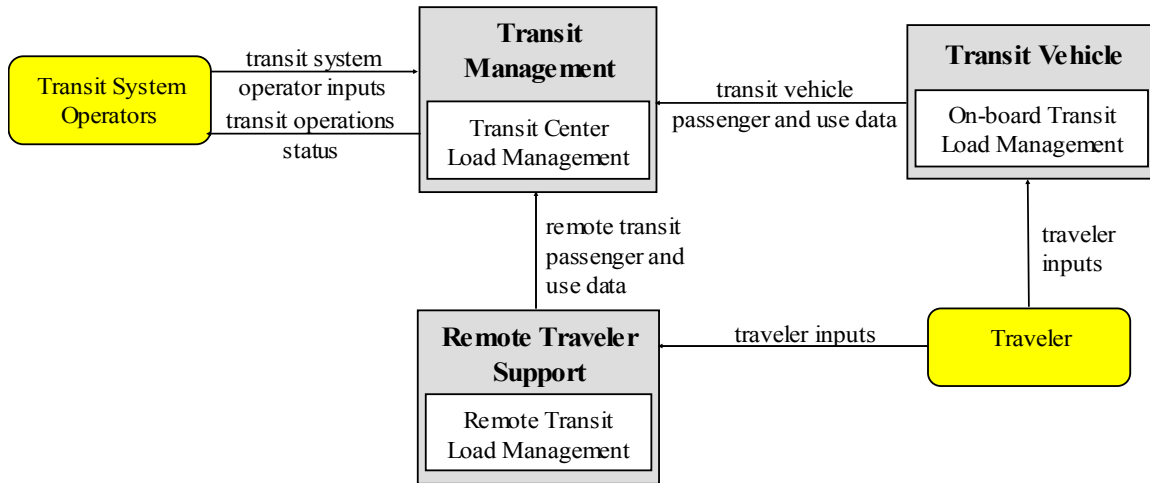 Transit System
Operators
transit system
operator inputs
transit operations
status
Transit
Management
Transit Center
Load Management
transit vehicle
passenger and use data
Transit Vehicle
On-board Transit
Load Management
remote transit
passenger and
use data
traveler
inputs
Remote Traveler
Support
Remote Transit
Load Management
traveler inputs
Traveler